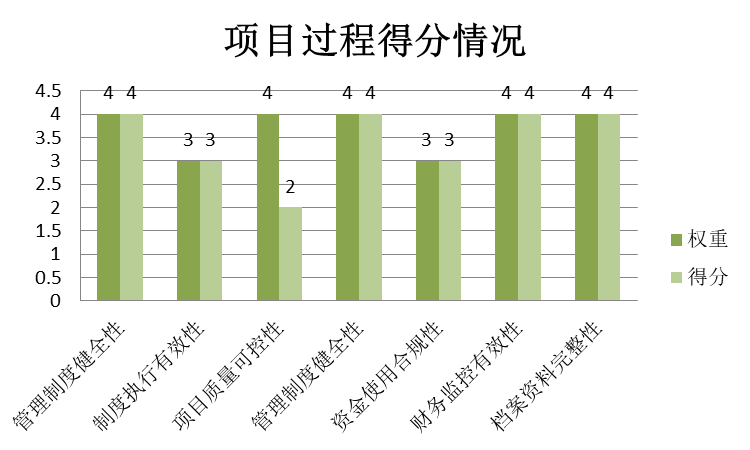 项目过程得分情况
4.5
4
3.5
3
2.5
2
1.5
1
0.5
0
4 4
3 3
4 2
4 4
3 3
4 4
4 4
管理制度健全性
制度执行有效性
项目质量可控性
管理制度健全性
资金使用合规性
财务监控有效性
档案资料完整性
权重
得分